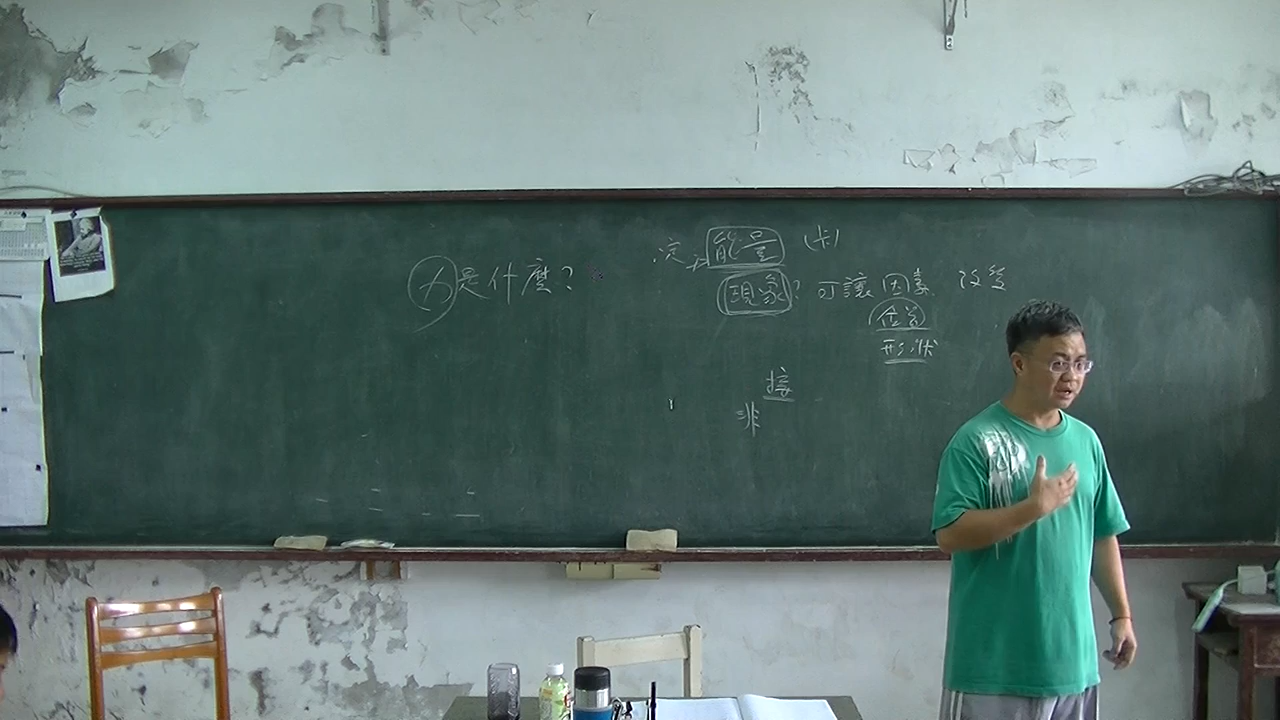 力是什麼?
能量 (卡)
現象? 可讓因素 改變
位置
形狀
接
非